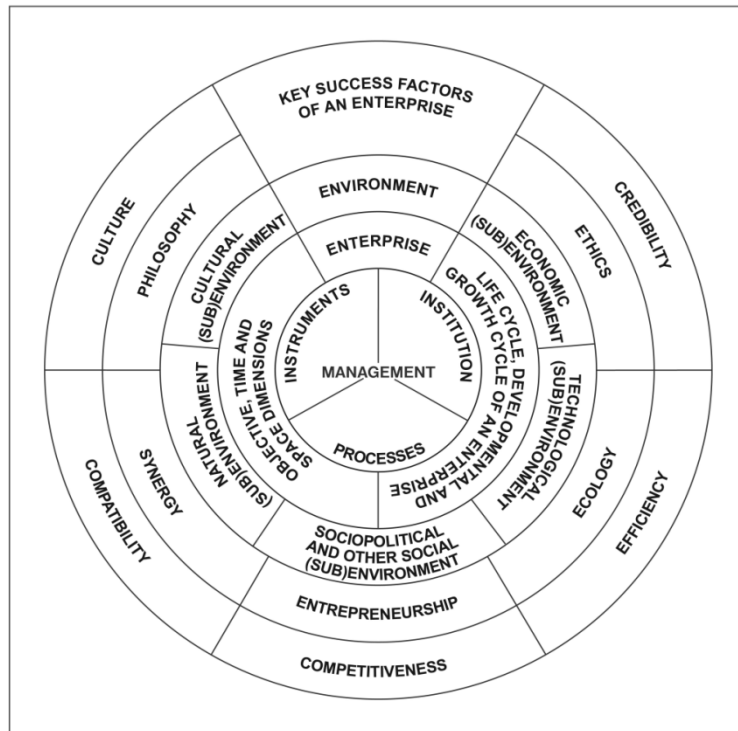 KEY SUCCESS FACTORS
OF AN ENTERPRISE
CULTURE
CREDIBILITY
PHILOSOPHY
ETHICS
ENVIRONMENT
CULTURAL
(SUB)ENVIRONMENT
ECONOMIC
(SUB)ENVIRONMENT
ENTERPRISE
OBJECTIVE, TIME AND
SPACE DIMENSIONS
LIFE CYCLE, DEVELOPMENTAL AND
GROWTH CYCLE OF AN ENTERPRISE
INSTRUMENTS
INSTITUTION
MANAGEMENT
PROCESSES
NATURAL
(SUB)ENVIRONMENT
TECHNOLOGICAL
(SUB)ENVIRONMENT
SOCIOPOLITICAL
AND OTHER SOCIAL
(SUB)ENVIRONMENT
SYNERGY
ECOLOGY
COMPATIBILITY
EFFICIENCY
ENTREPRENEURSHIP
COMPETITIVENESS